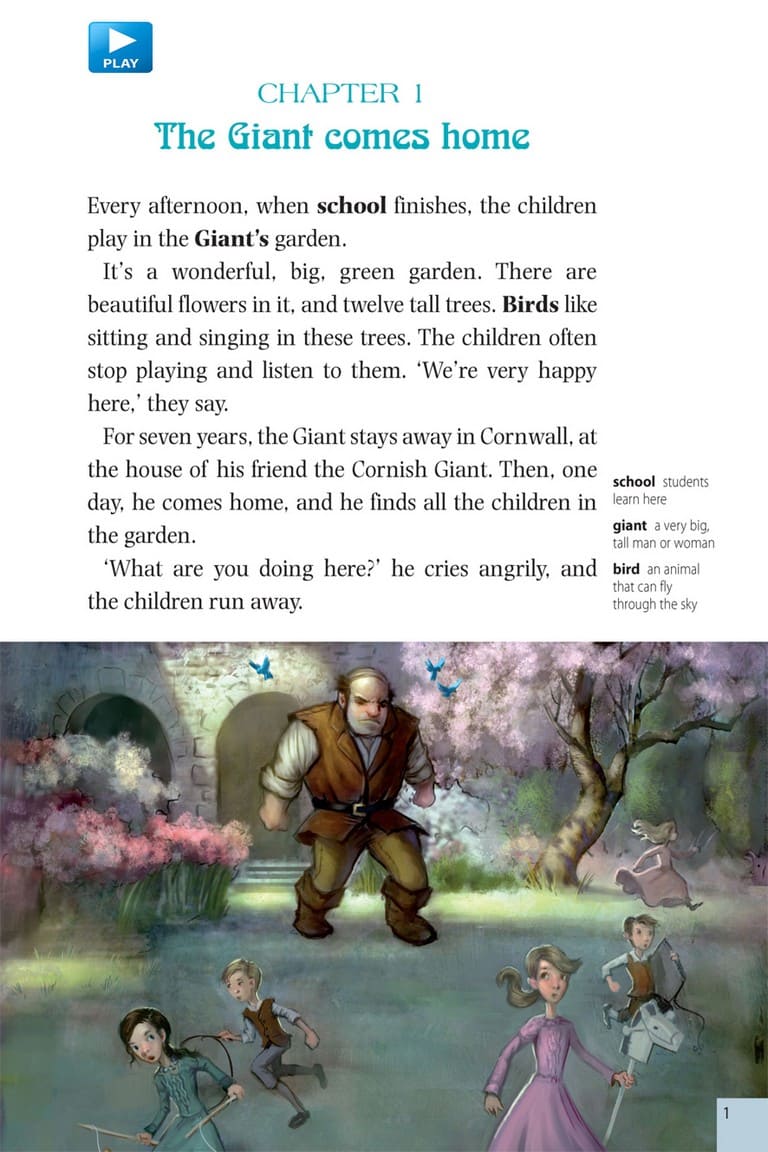 PLAY
CHAPTER 1
The Giant comes home
Every afternoon, when school finishes, the children
play in the Giant’s garden.
It’s a wonderful, big, green garden. There are
beautiful flowers in it, and twelve tall trees. Birds like
sitting and singing in these trees. The children often
stop playing and listen to them. ‘We’re very happy
here,’ they say.
For seven years, the Giant stays away in Cornwall, at
the house of his friend the Cornish Giant. Then, one
day, he comes home, and he finds all the children in
the garden.
‘What are you doing here?’ he cries angrily, and
the children run away.
school students
learn here
giant a very big,
tall man or woman
bird an animal
that can fly
through the sky
1